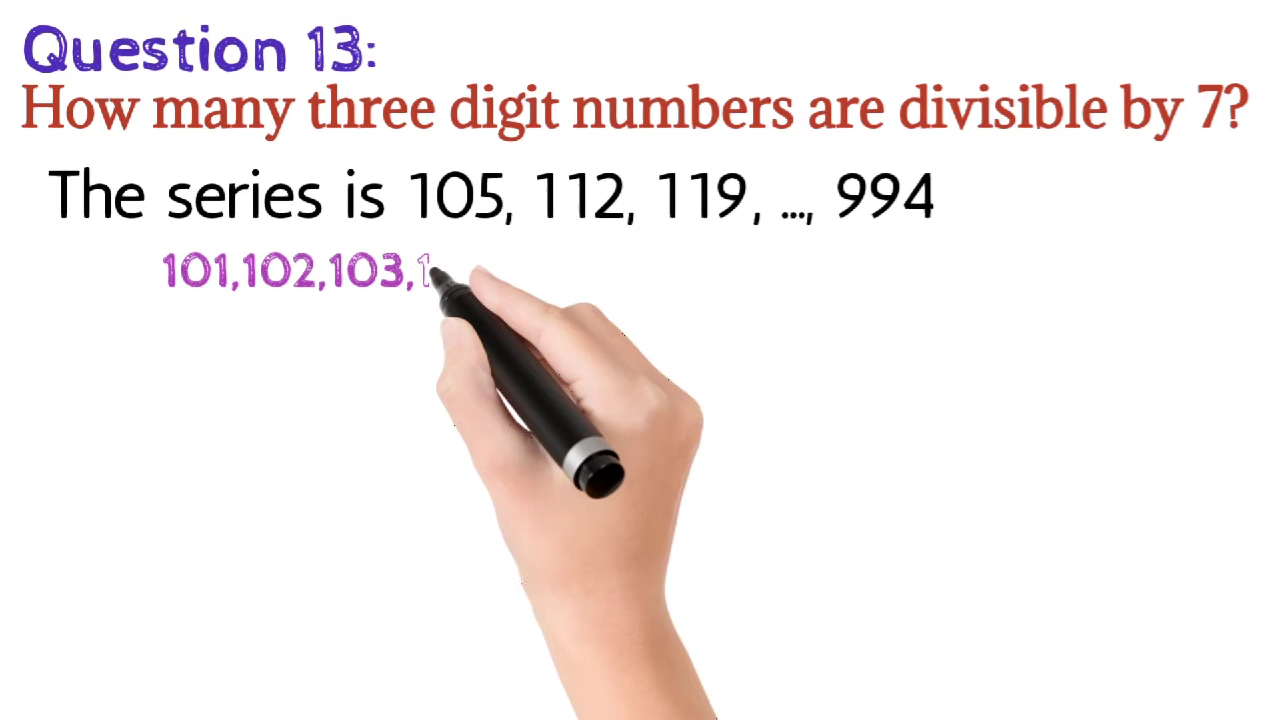 Question 13:
How many three digit numbers are divisible by 7?
The series is 105, 112, 119, ..., 994
101,102,103,1